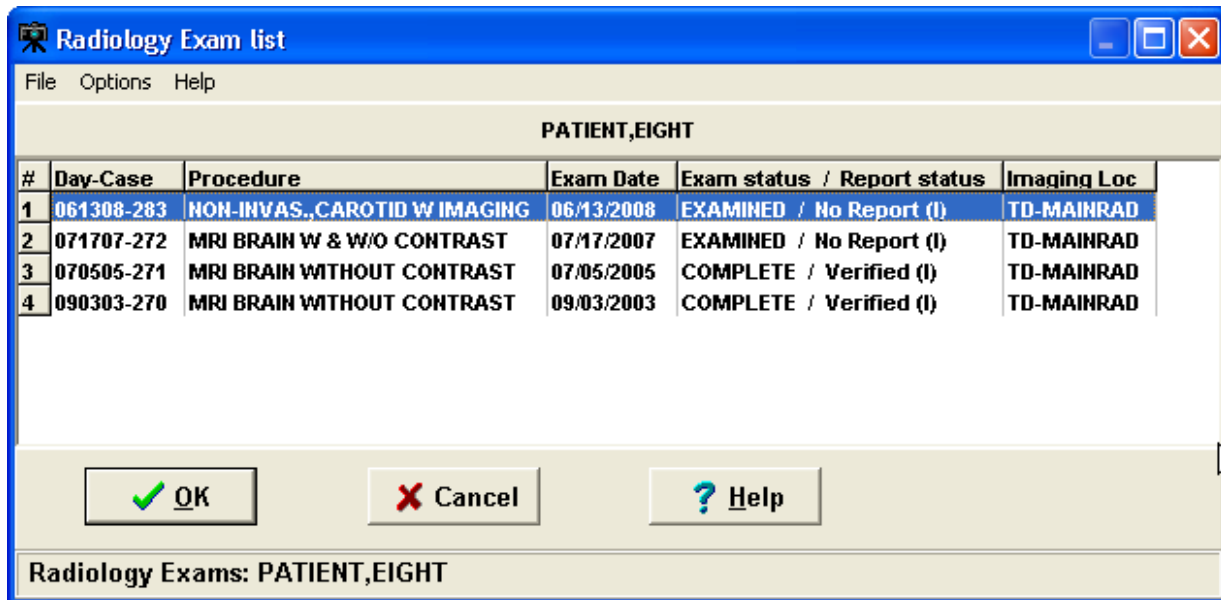 Radiology Exam list
File Options Help
PATIENT,EIGHT
# Day-Case Procedure Exam Date Exam status / Report status Imaging Loc
1 061308-283 NON-INVAS.,CAROTID W IMAGING 06/13/2008 EXAMINED / No Report (I) TD-MAINRAD
2 071707-272 MRI BRAIN W & W/O CONTRAST 07/17/2007 EXAMINED / No Report (I) TD-MAINRAD
3 070505-271 MRI BRAIN WITHOUT CONTRAST 07/05/2005 COMPLETE / Verified (I) TD-MAINRAD
4 090303-270 MRI BRAIN WITHOUT CONTRAST 09/03/2003 COMPLETE / Verified (I) TD-MAINRAD
OK Cancel ? Help
Radiology Exams: PATIENT,EIGHT